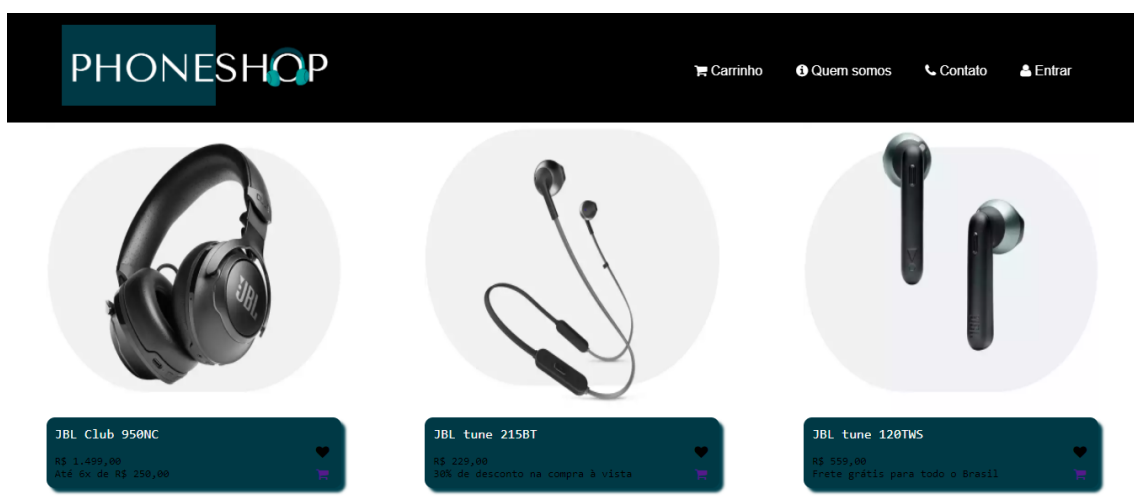 PHONESHOP
Carrinho
Quem somos
Contato
Entrar
JBL
JBL Club 950NC
R$ 1.499,00
Até 6x de R$ 250,00
JBL tune 215BT
R$ 229,00
30% de desconto na compra à vista
JBL tune 120TWS
R$ 559,00
Frete grátis para todo o Brasil